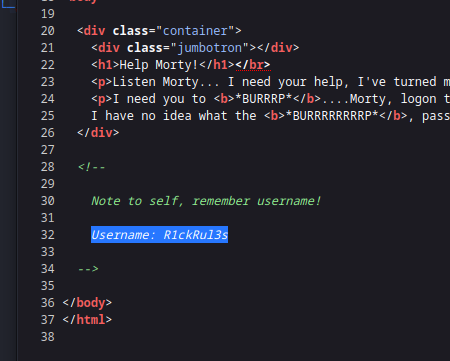 19
20 <div class="container">
21 <div class="jumbotron"></div>
22 <h1>Help Morty!</h1></br>
23 <p>Listen Morty... I need your help, I've turned m
24 <p>I need you to <b>*BURRRP*</b>....Morty, logon t
25 I have no idea what the <b>*BURRRRRRRRP*</b>, pass
26 </div>
27
28 <!--
29
30 Note to self, remember username!
31
32 Username: R1ckRul3s
33
34 -->
35
36 </body>
37 </html>
38